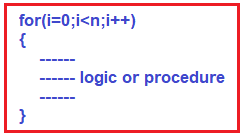 for(i=0;i<n;i++)
{
------
------ logic or procedure
------
}